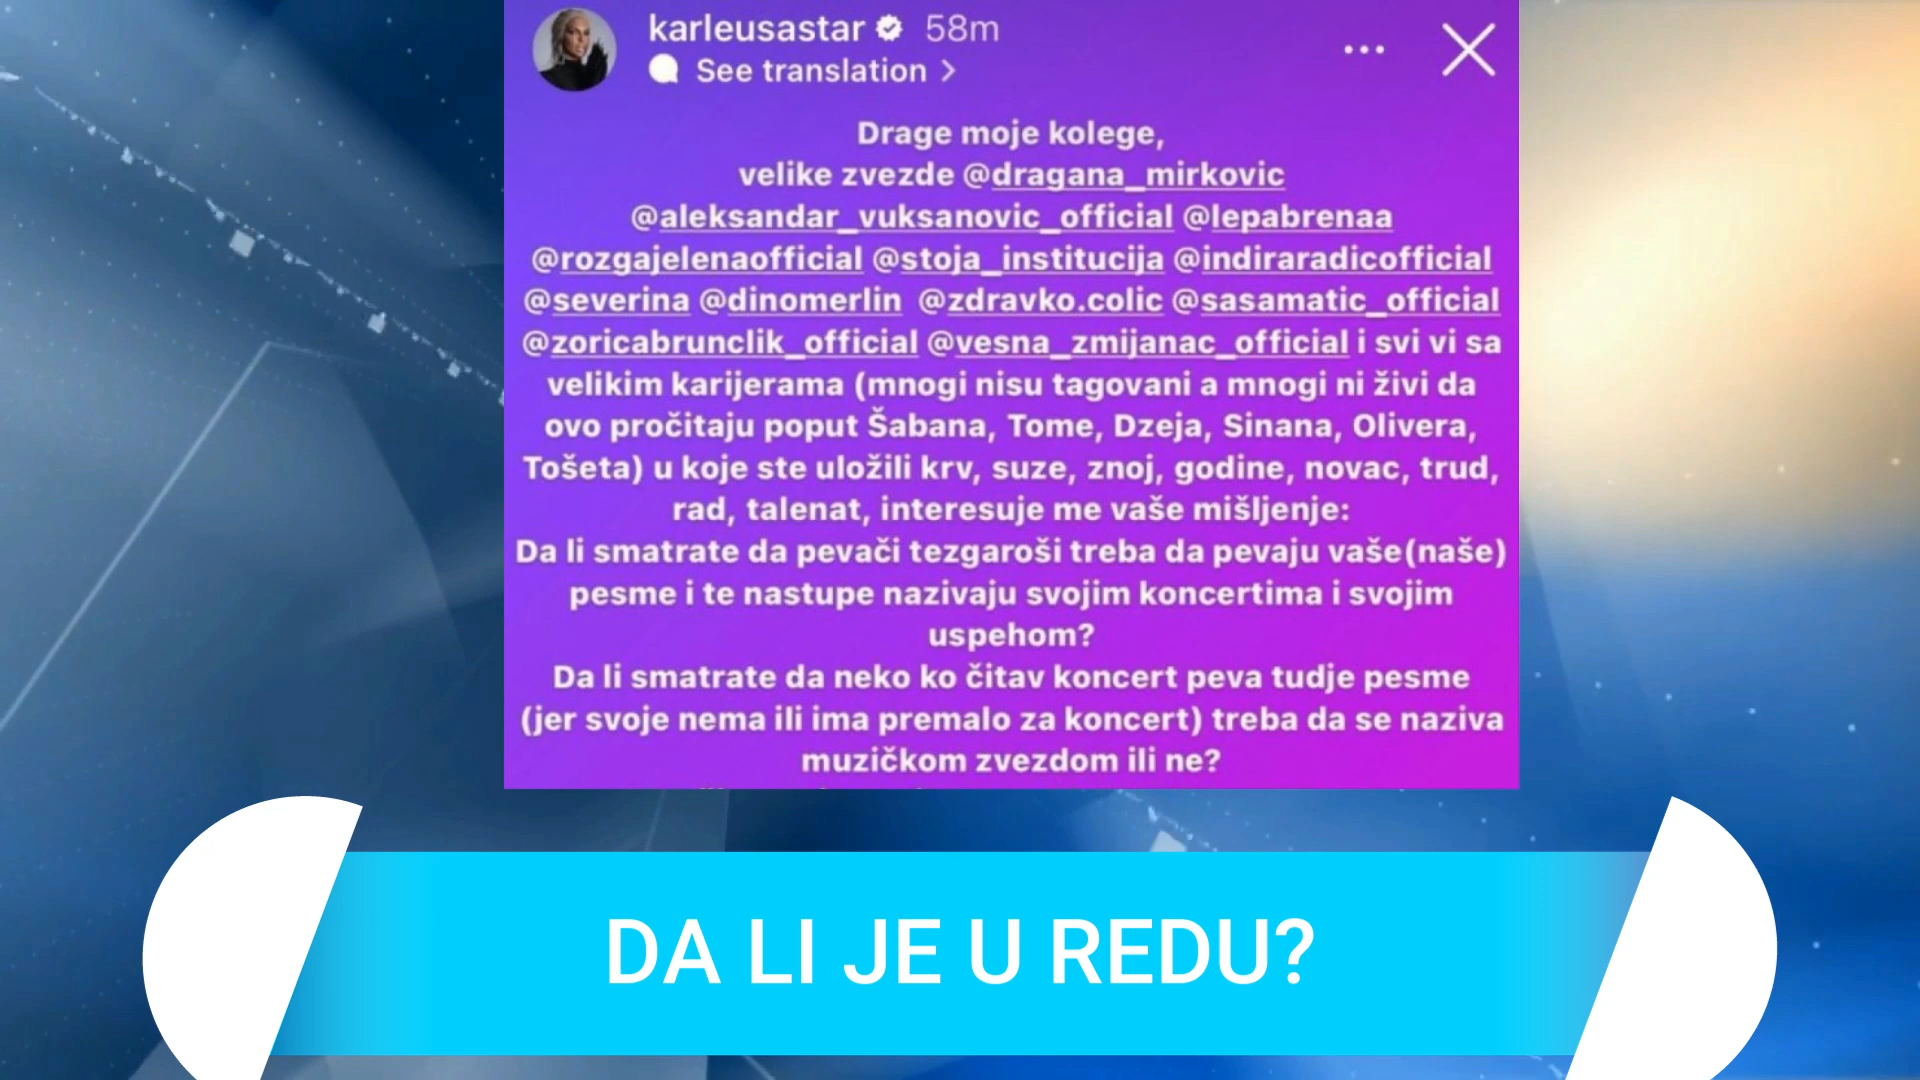 karleusastar 58m
See translation >
Drage moje kolege,
velike zvezde @dragana_mirkovic
@aleksandar_vuksanovic_official @lepabrenaa
@rozgajelenaofficial @stoja_institucija @indiraradicofficial
@severina @dinomerlin @zdravko.colic @sasamatic_official
@zoricabrunclik_official @vesna_zmijanac_official i svi vi sa
velikim karijerama (mnogi nisu tagovani a mnogi ni živi da
ovo pročitaju poput Šabana, Tome, Dzeja, Sinana, Olivera,
Tošeta) u koje ste uložili krv, suze, znoj, godine, novac, trud,
rad, talenat, interesuje me vaše mišljenje:
Da li smatrate da pevači tezgaroši treba da pevaju vaše(naše)
pesme i te nastupe nazivaju svojim koncertima i svojim
uspehom?
Da li smatrate da neko ko čitav koncert peva tudje pesme
(jer svoje nema ili ima premalo za koncert) treba da se naziva
muzičkom zvezdom ili ne?
DA LI JE U REDU?